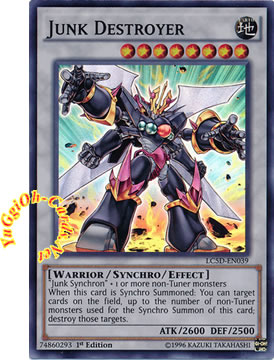 JUNK DESTROYER
LC5D-EN039
[ WARRIOR / SYNCHRO / EFFECT ]
"Junk Synchron" + 1 or more non-Tuner monsters
When this card is Synchro Summoned: You can target
cards on the field, up to the number of non-Tuner
monsters used for the Synchro Summon of this card;
destroy those targets.
ATK/2600 DEF/2500
74860293 1st Edition ©1996 KAZUKI TAKAHASHI
YuGgiOh-Cards.Net